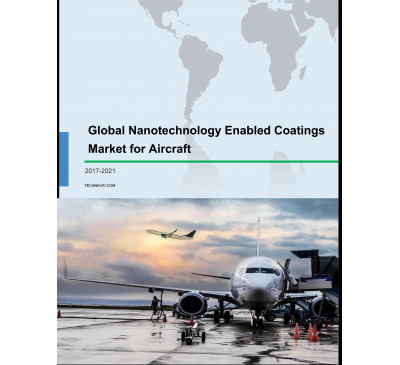 Global Nanotechnology Enabled Coatings
Market for Aircraft
2017-2021
TECHNAVIO.COM